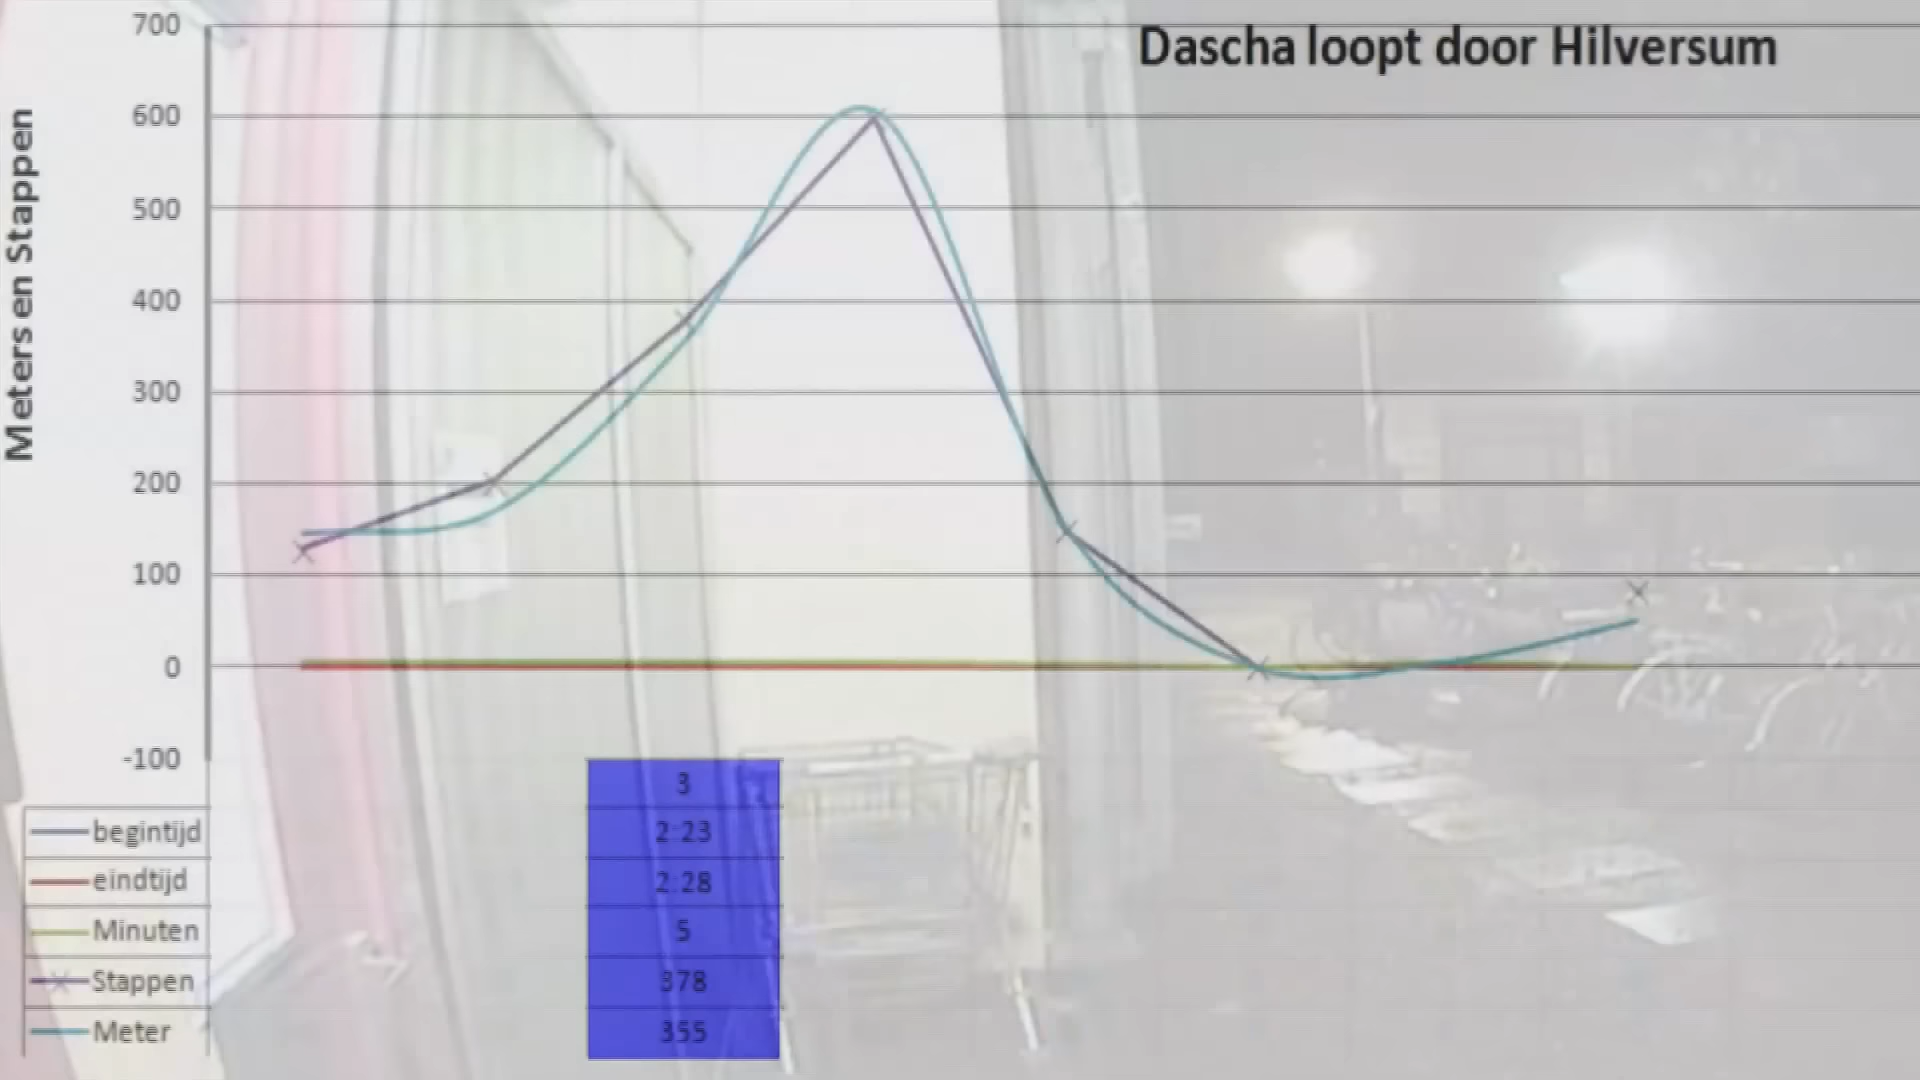 Dascha loopt door Hilversum
Meters en Stappen
700
600
500
400
300
200
100
0
-100
3
begintijd 2:23
eindtijd 2:28
Minuten 5
Stappen 378
Meter 355